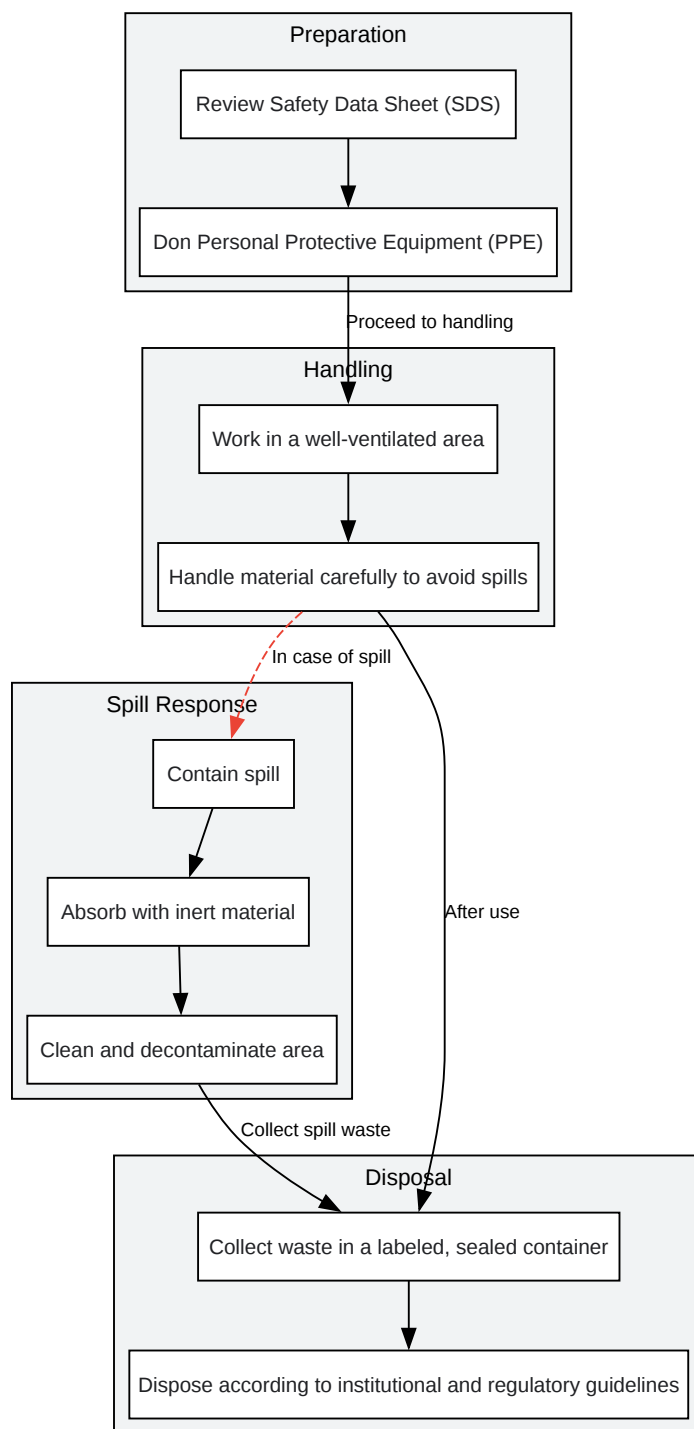 Preparation
Review Safety Data Sheet (SDS)
Don Personal Protective Equipment (PPE)
Proceed to handling
Handling
Work in a well-ventilated area
Handle material carefully to avoid spills
In case of spill
Spill Response
Contain spill
Absorb with inert material
After use
Clean and decontaminate area
Collect spill waste
Disposal
Collect waste in a labeled, sealed container
Dispose according to institutional and regulatory guidelines